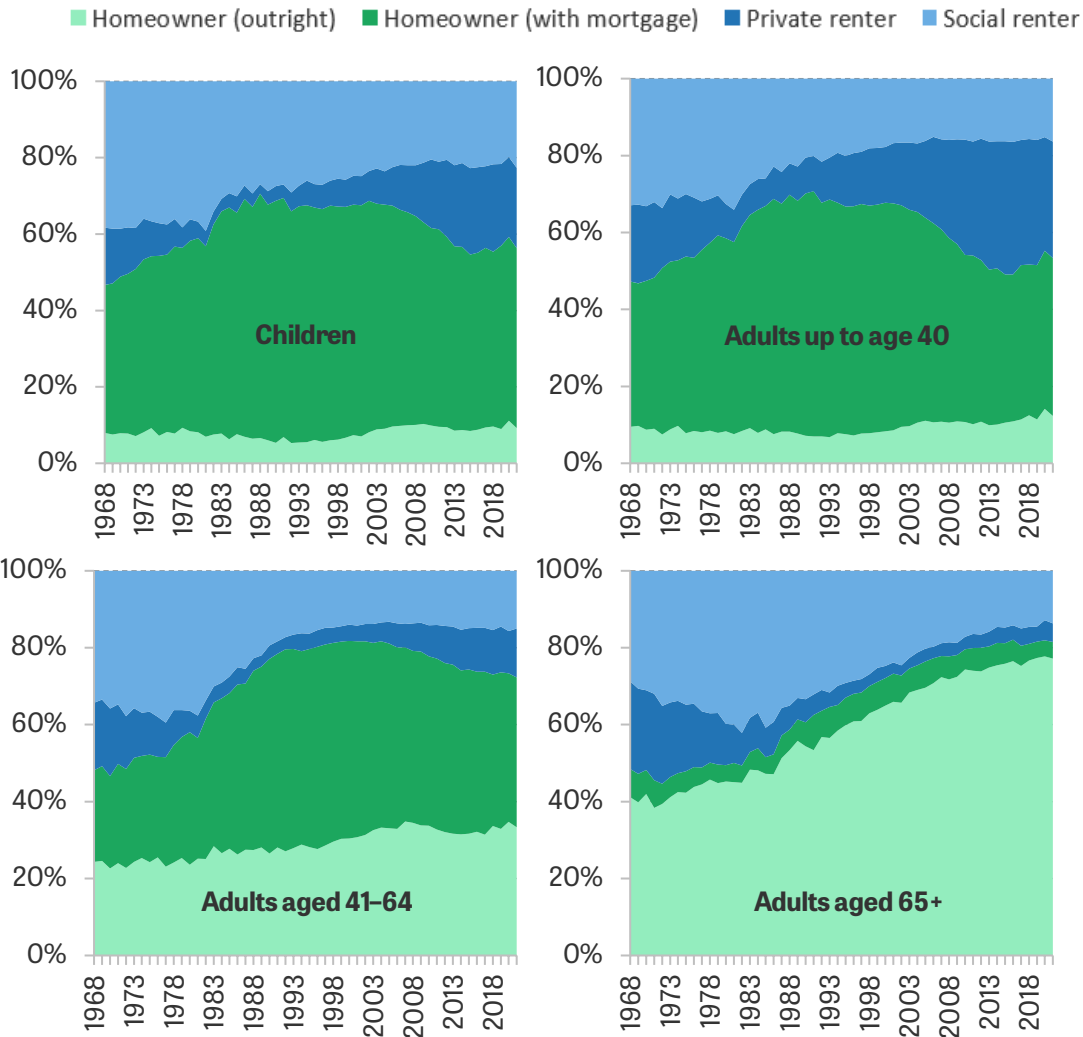 Homeowner (outright) Homeowner (with mortgage) Private renter Social renter
100%
80%
60%
40%
20%
0%
Children
1968 1973 1978 1983 1988 1993 1998 2003 2008 2013 2018
100%
80%
60%
40%
20%
0%
Adults up to age 40
1968 1973 1978 1983 1988 1993 1998 2003 2008 2013 2018
100%
80%
60%
40%
20%
0%
Adults aged 41–64
1968 1973 1978 1983 1988 1993 1998 2003 2008 2013 2018
100%
80%
60%
40%
20%
0%
Adults aged 65+
1968 1973 1978 1983 1988 1993 1998 2003 2008 2013 2018